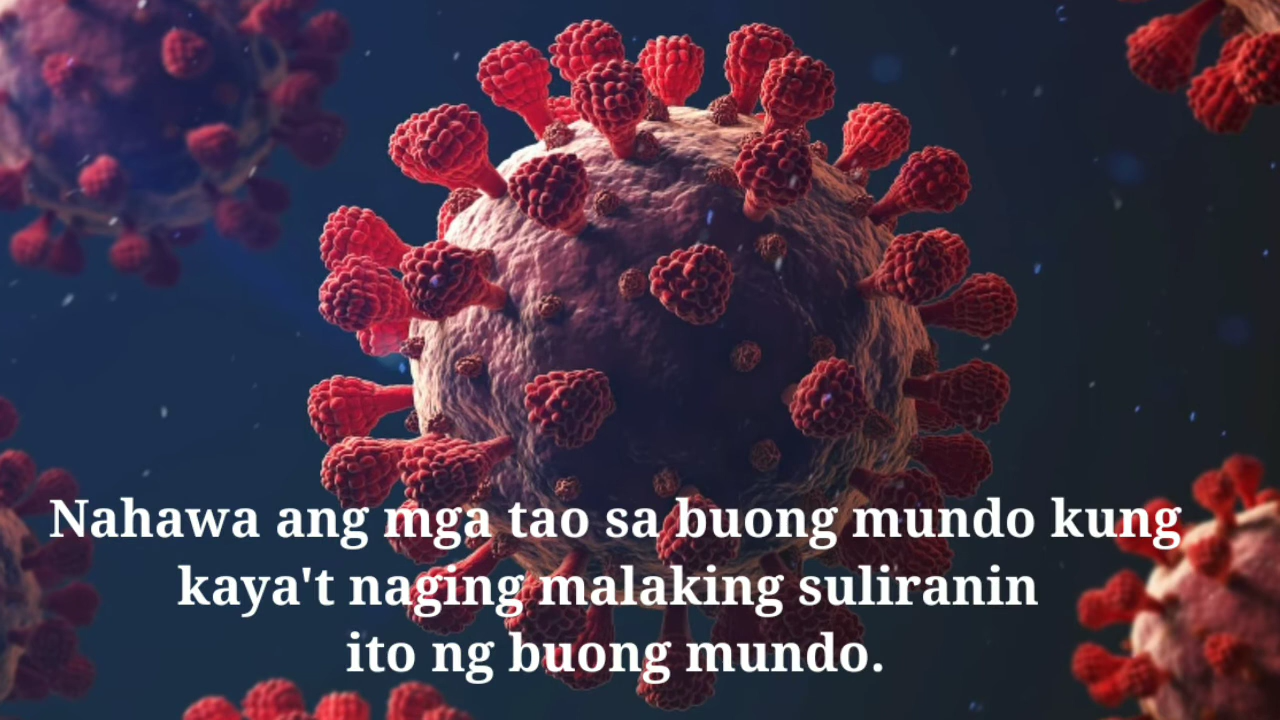 Nahawa ang mga tao sa buong mundo kung
kaya't naging malaking suliranin
ito ng buong mundo.